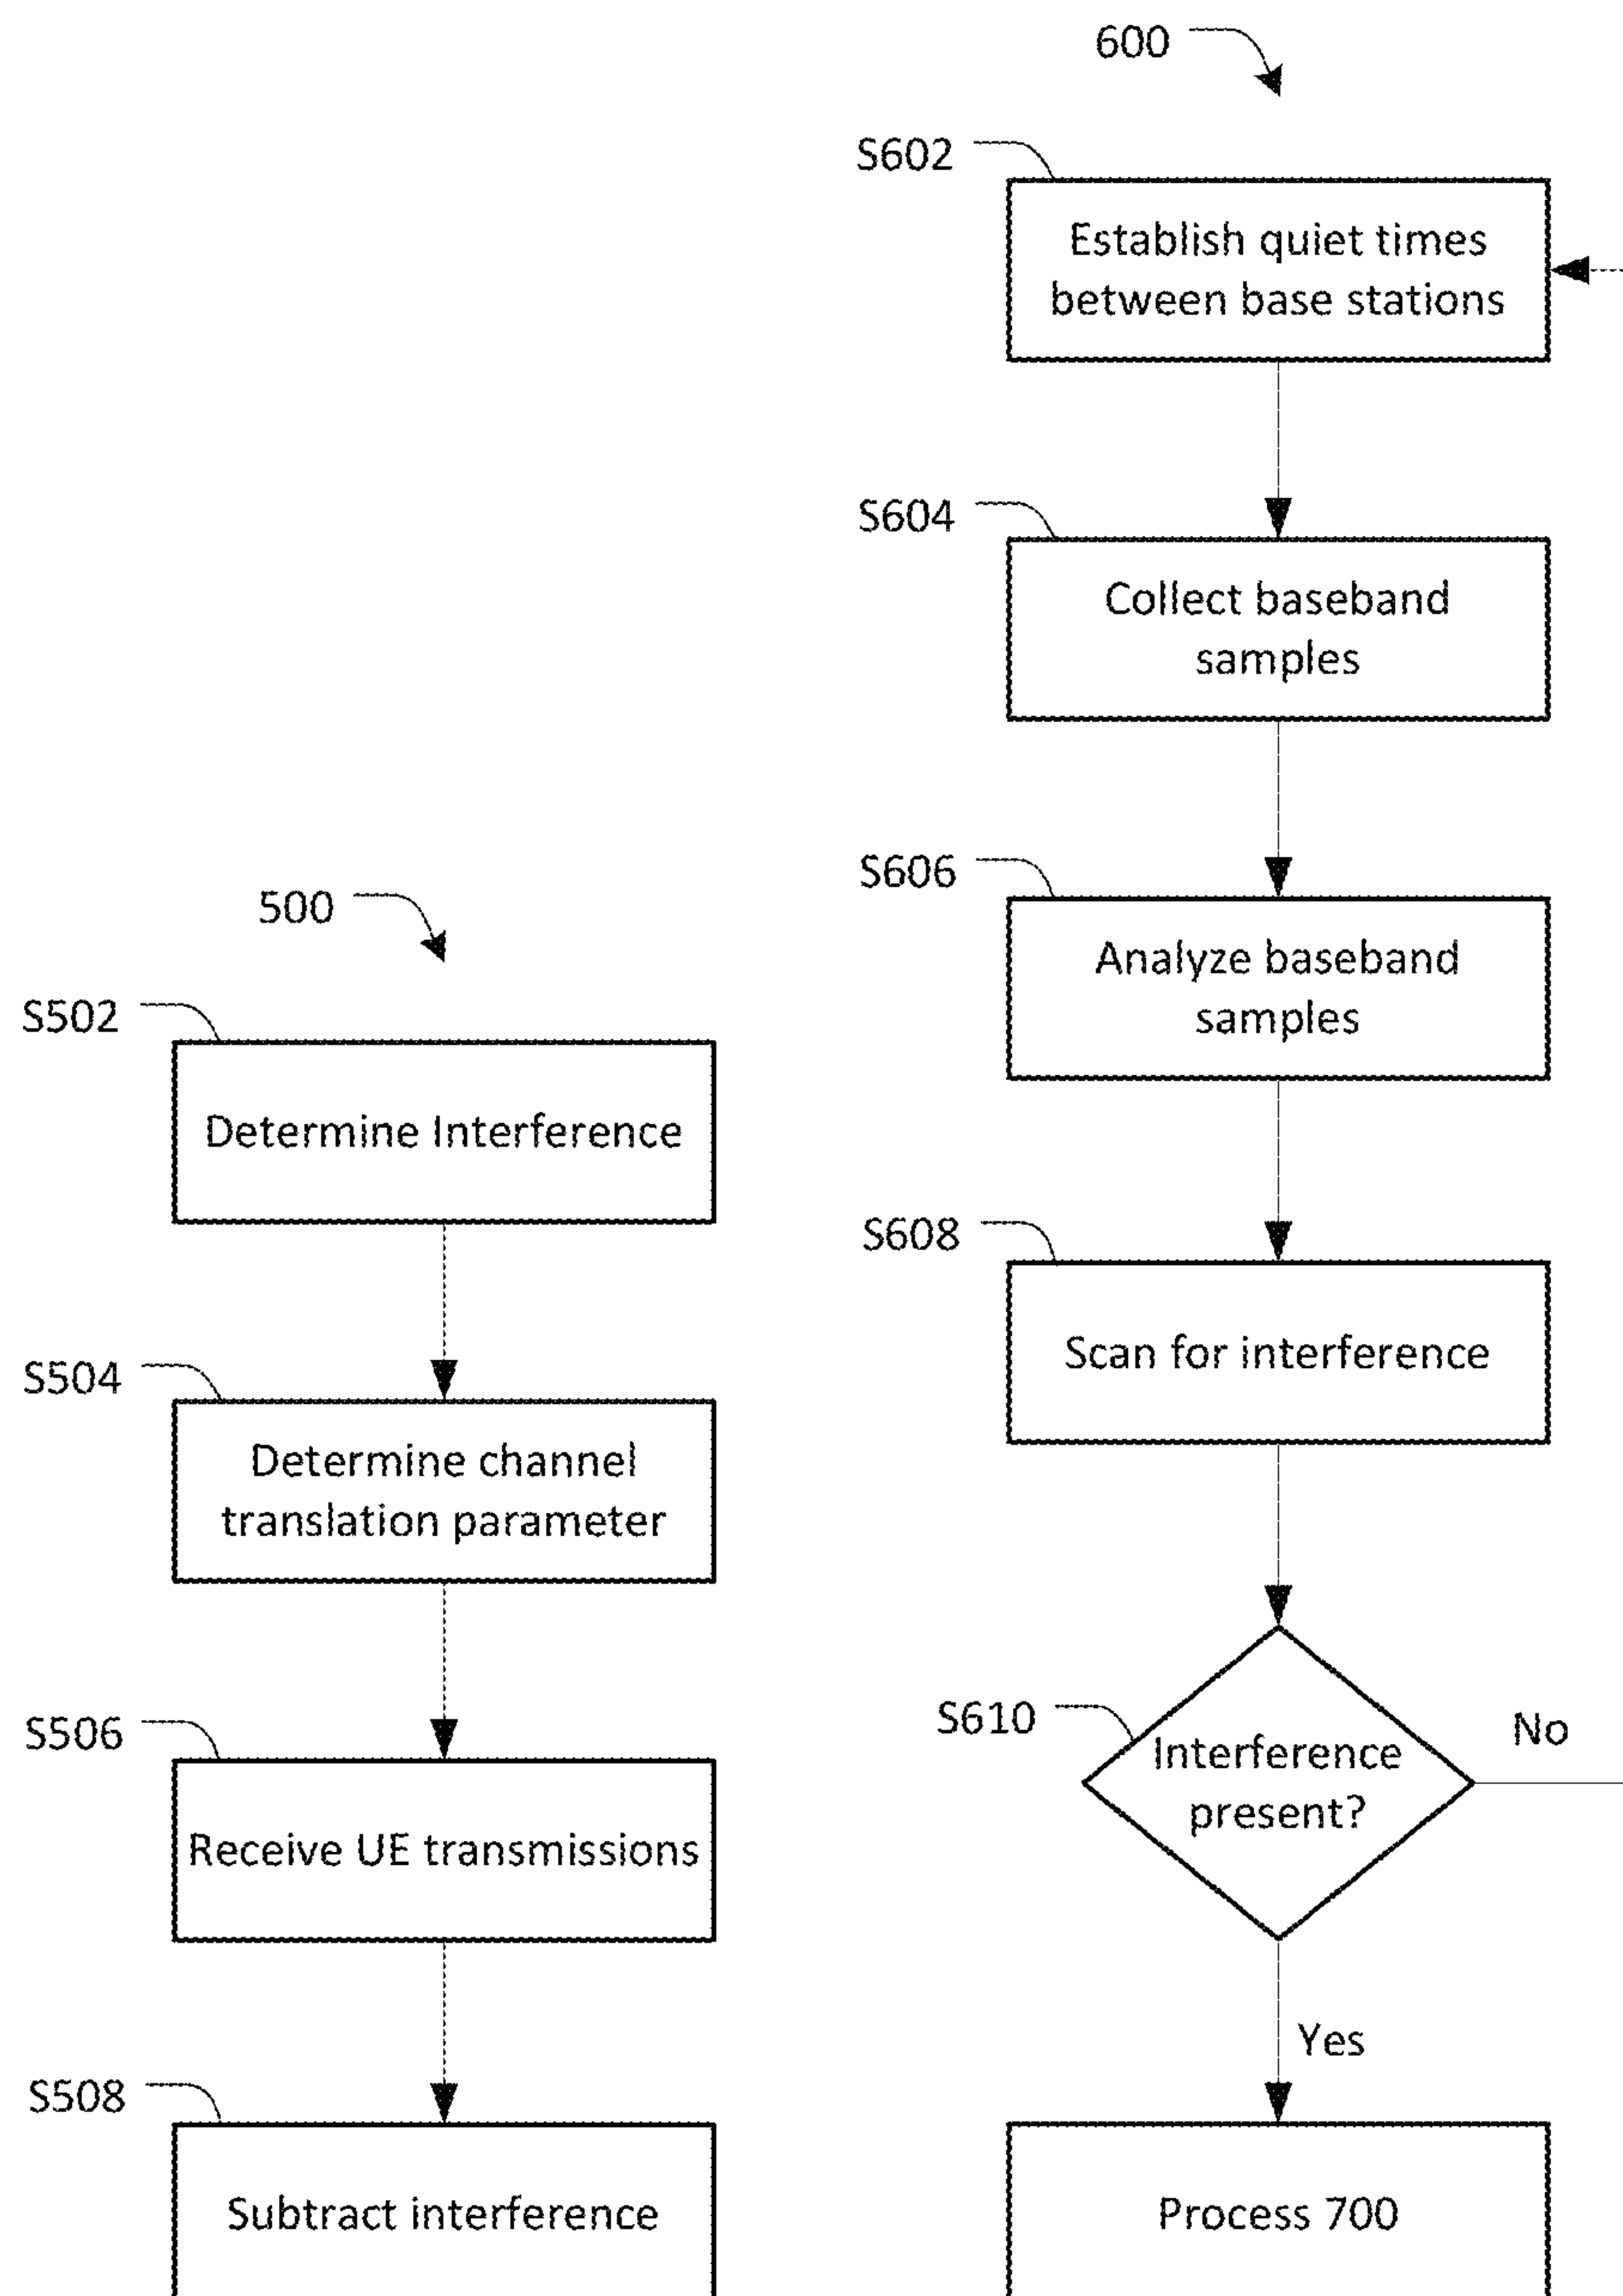 500
S502
Determine Interference
S504
Determine channel
translation parameter
S506
Receive UE transmissions
S508
Subtract interference
600
S602
Establish quiet times
between base stations
S604
Collect baseband
samples
S606
Analyze baseband
samples
S608
Scan for interference
S610
Interference
present?
No
Yes
Process 700